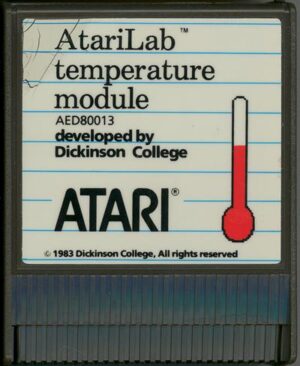 AtariLab™
temperature
module
AED80013
developed by
Dickinson College
ATARI®
© 1983 Dickinson College, All rights reserved